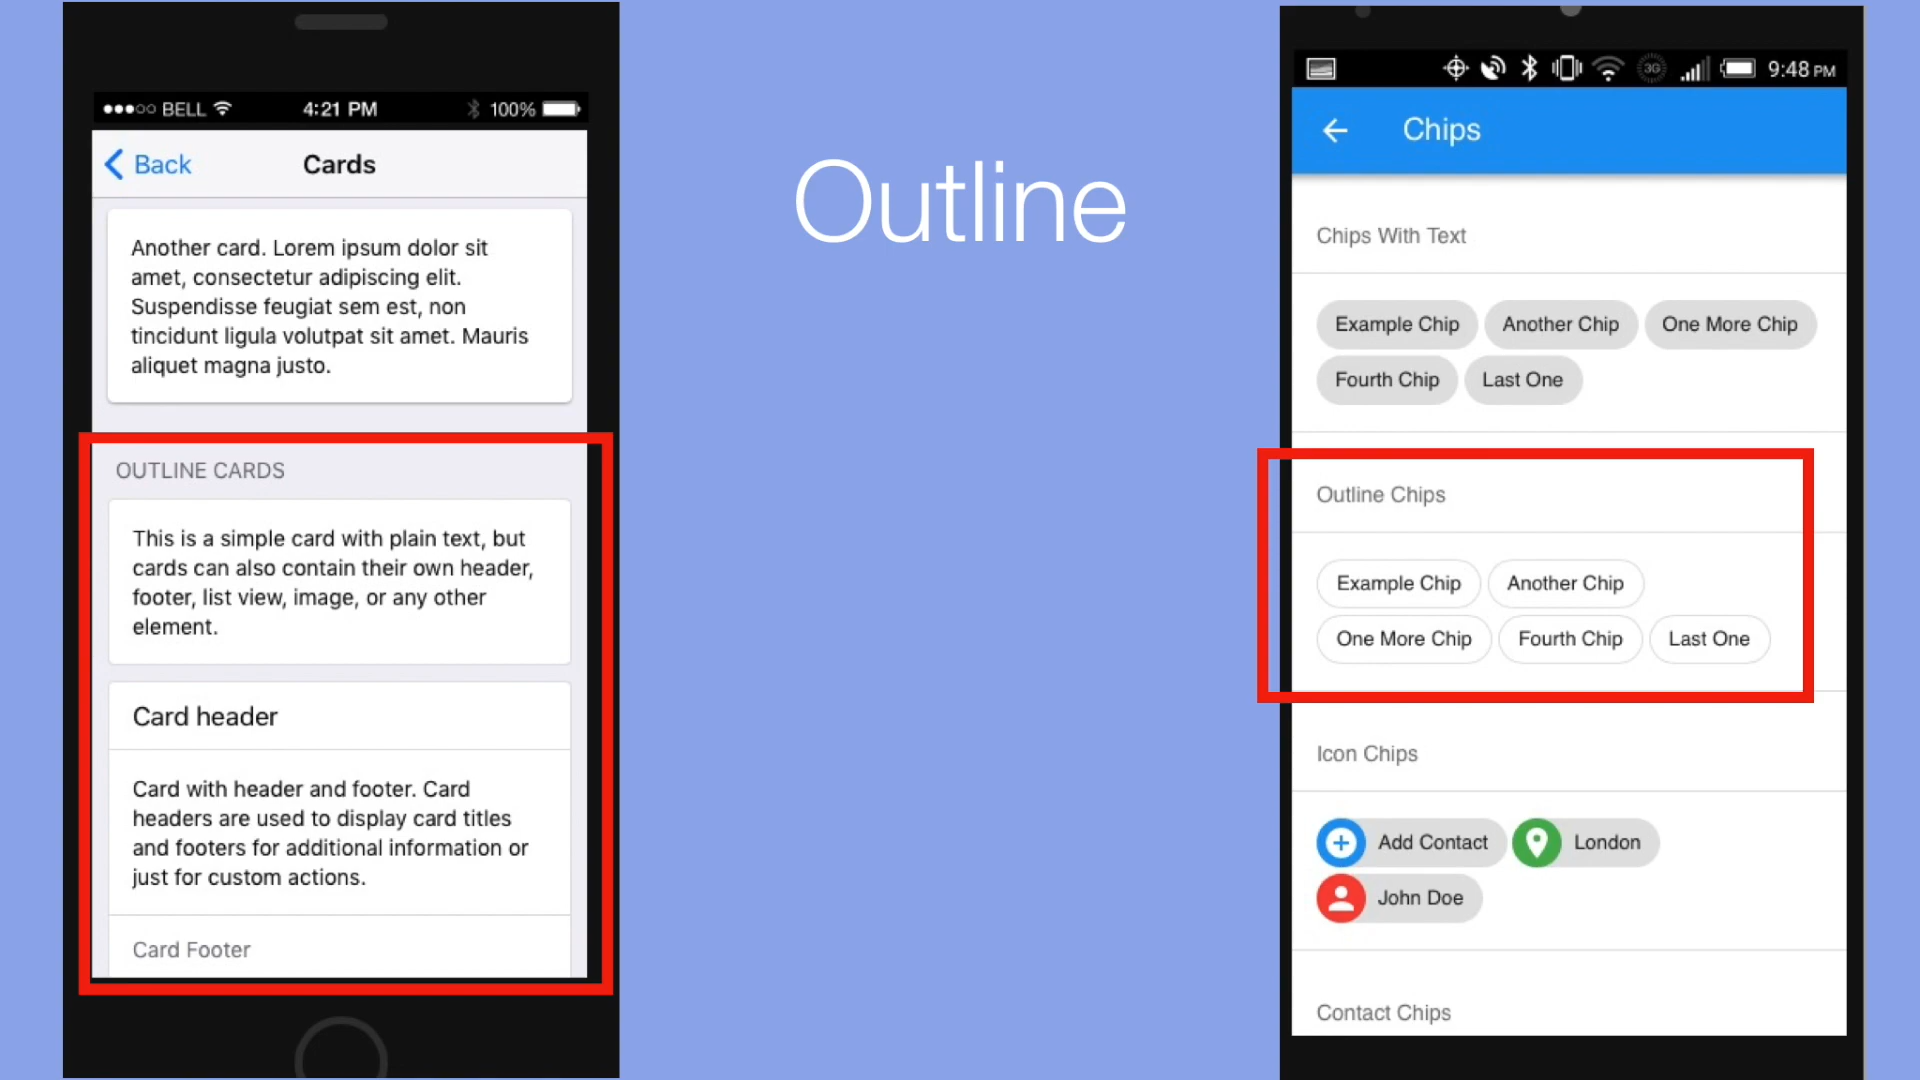 BELL 4:21 PM 100%
Back Cards
Another card. Lorem ipsum dolor sit
amet, consectetur adipiscing elit.
Suspendisse feugiat sem est, non
tincidunt ligula volutpat sit amet. Mauris
aliquet magna justo.
OUTLINE CARDS
This is a simple card with plain text, but
cards can also contain their own header,
footer, list view, image, or any other
element.
Card header
Card with header and footer. Card
headers are used to display card titles
and footers for additional information or
just for custom actions.
Card Footer
Outline
3G 9:48 PM
Chips
Chips With Text
Example Chip Another Chip One More Chip
Fourth Chip Last One
Outline Chips
Example Chip Another Chip
One More Chip Fourth Chip Last One
Icon Chips
Add Contact London
John Doe
Contact Chips